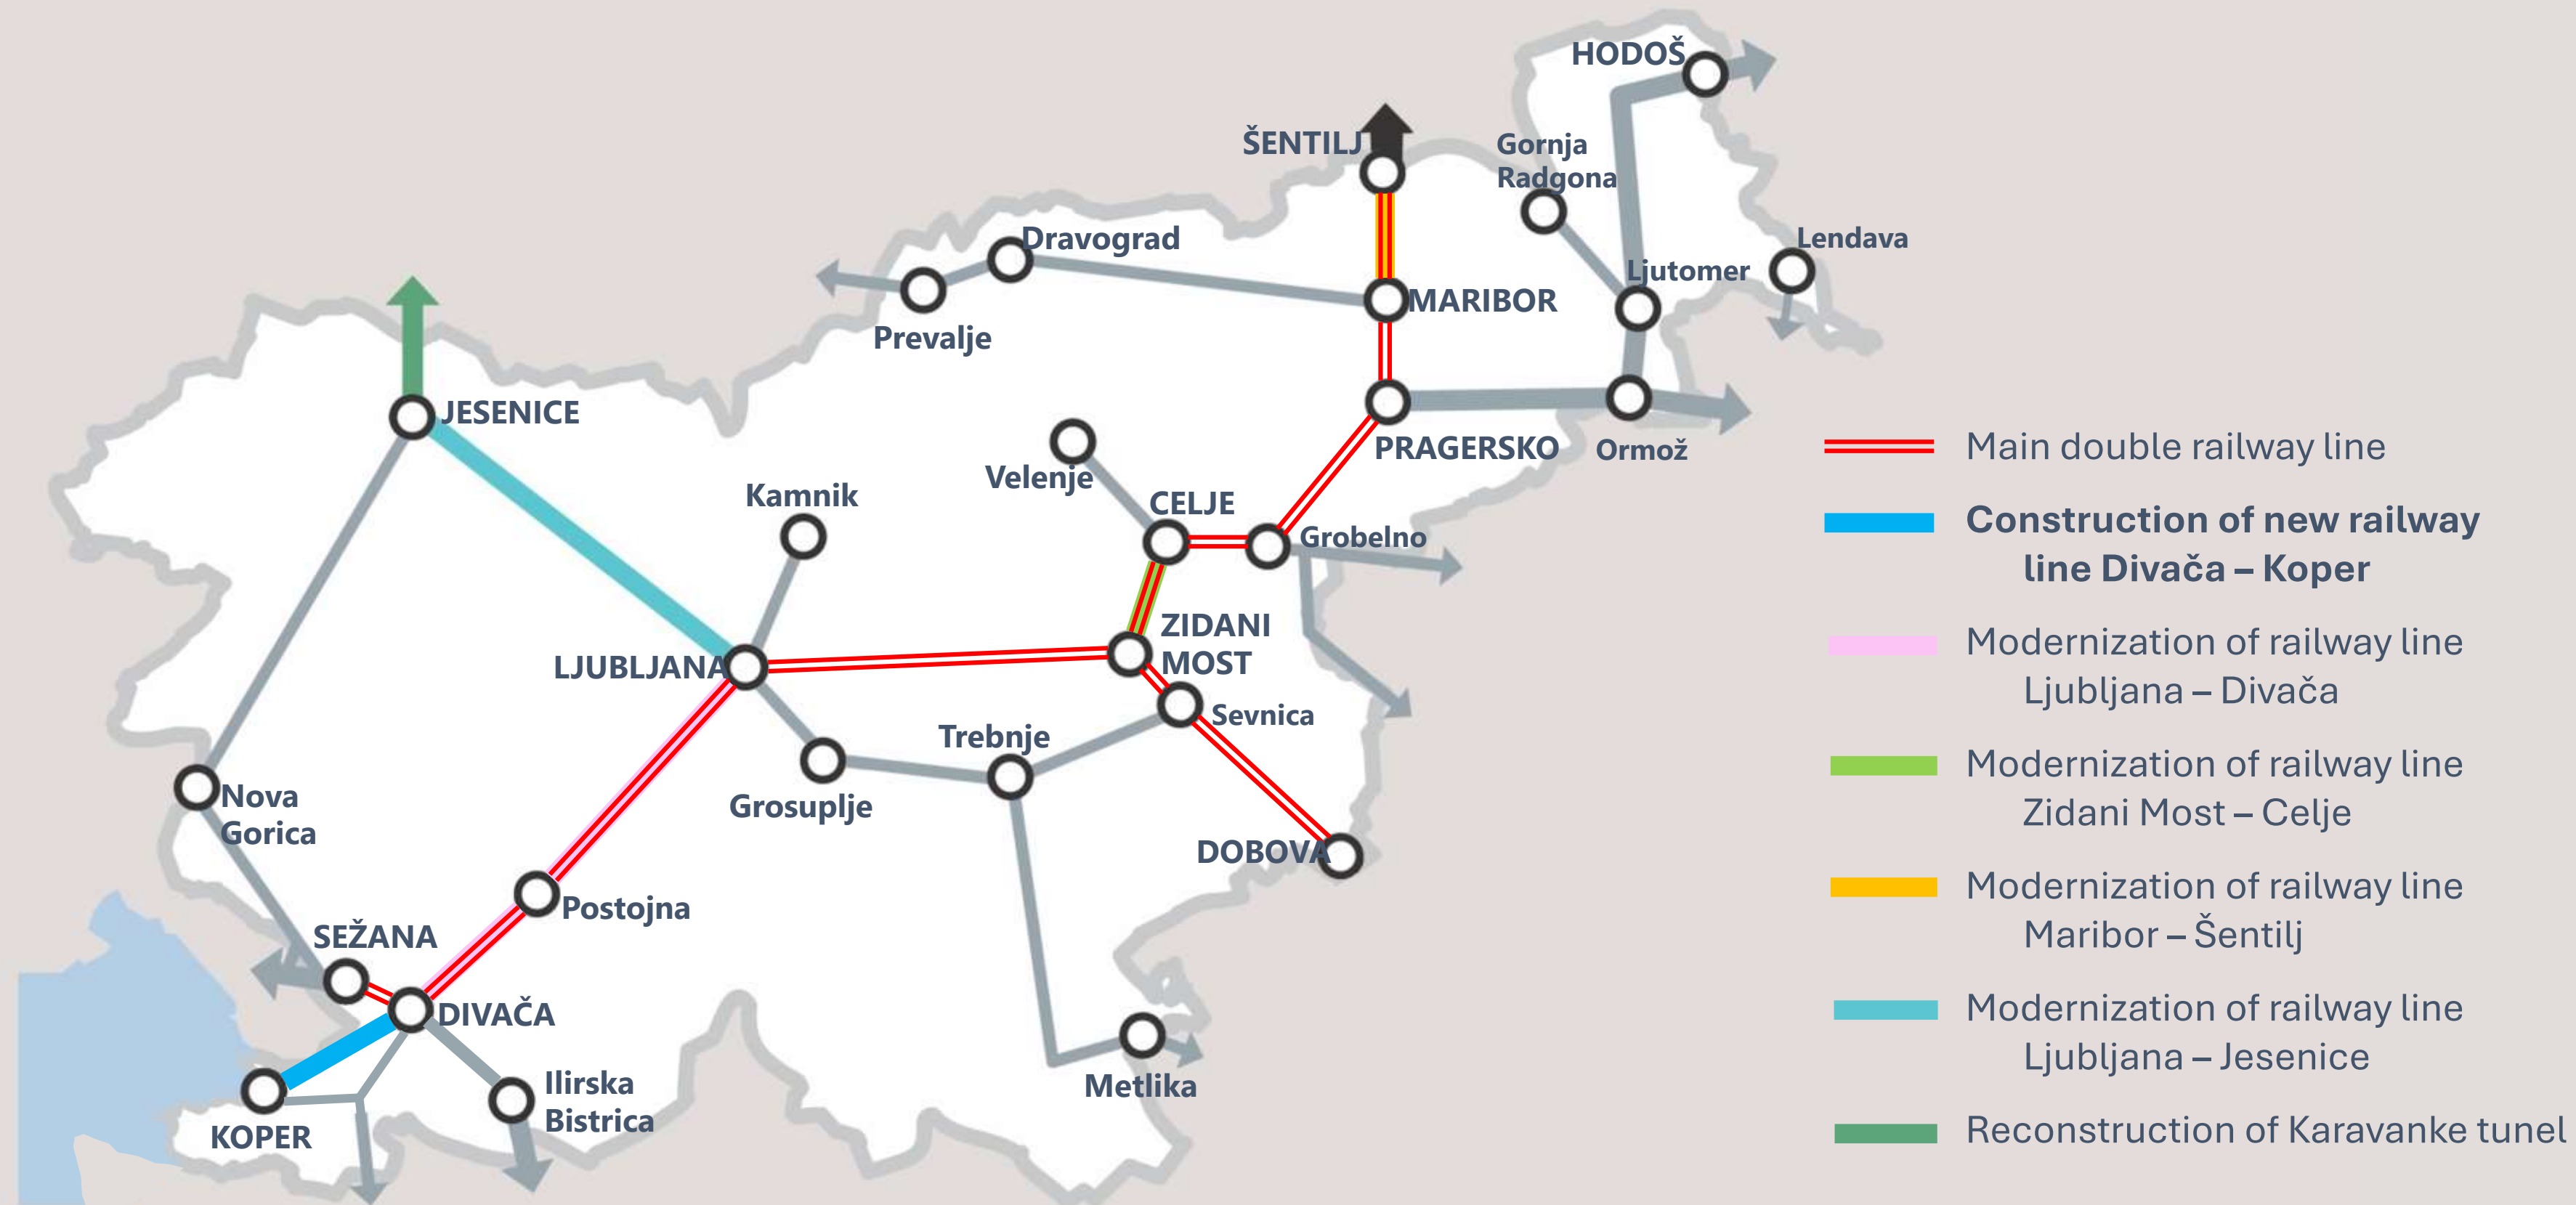 HODOŠ
ŠENTILJ
Gornja
Radgona
Dravograd
Lendava
Ljutomer
MARIBOR
Prevalje
JESENICE
PRAGERSKO
Ormož
Velenje
Kamnik
CELJE
Grobelno
ZIDANI
MOST
LJUBLJANA
Sevnica
Trebnje
Nova
Gorica
Grosuplje
DOBOVA
Postojna
SEŽANA
DIVAČA
Ilirska
Bistrica
Metlika
KOPER
Main double railway line
Construction of new railway
line Divača – Koper
Modernization of railway line
Ljubljana – Divača
Modernization of railway line
Zidani Most – Celje
Modernization of railway line
Maribor – Šentilj
Modernization of railway line
Ljubljana – Jesenice
Reconstruction of Karavanke tunel